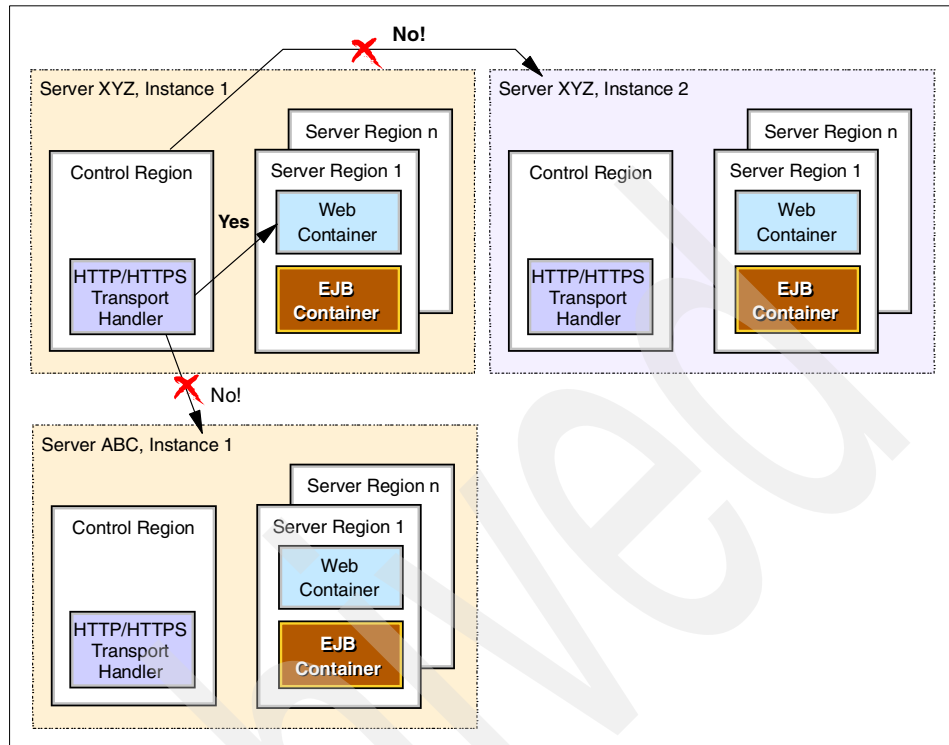 No!
Server XYZ, Instance 1
Control Region
HTTP/HTTPS
Transport
Handler
Yes
Server Region n
Server Region 1
Web
Container
EJB
Container
Server XYZ, Instance 2
Control Region
HTTP/HTTPS
Transport
Handler
Server Region n
Server Region 1
Web
Container
EJB
Container
No!
Server ABC, Instance 1
Control Region
HTTP/HTTPS
Transport
Handler
Server Region n
Server Region 1
Web
Container
EJB
Container
hived